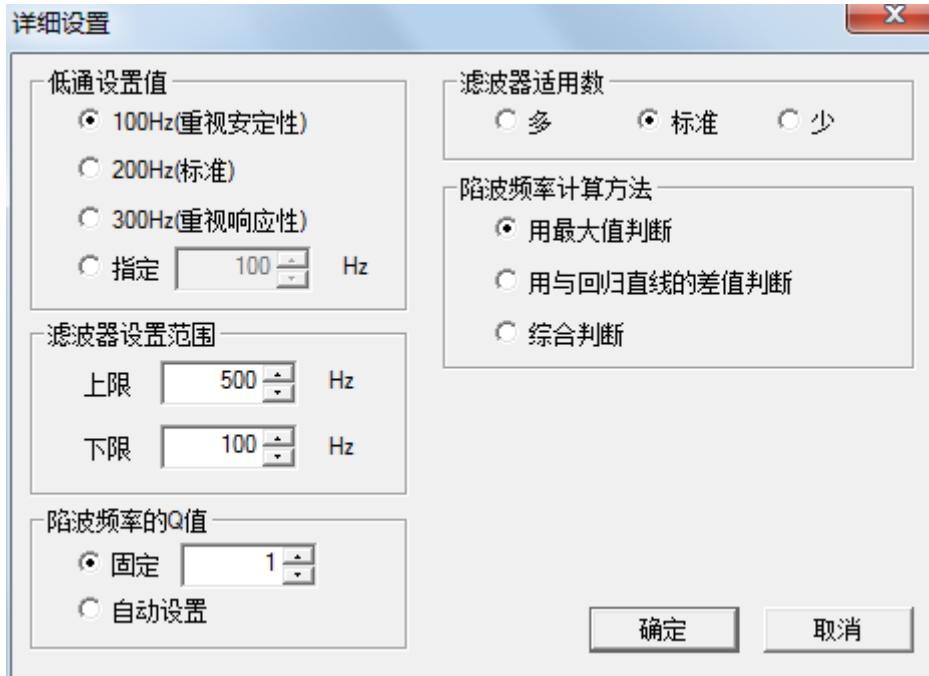 详细设置
低通设置值
100Hz(重视安定性)
200Hz(标准)
300Hz(重视响应性)
指定 100 Hz
滤波器设置范围
上限 500 Hz
下限 100 Hz
陷波频率的Q值
固定 1
自动设置
滤波器适用数
多 标准 少
陷波频率计算方法
用最大值判断
用与回归直线的差值判断
综合判断
确定 取消